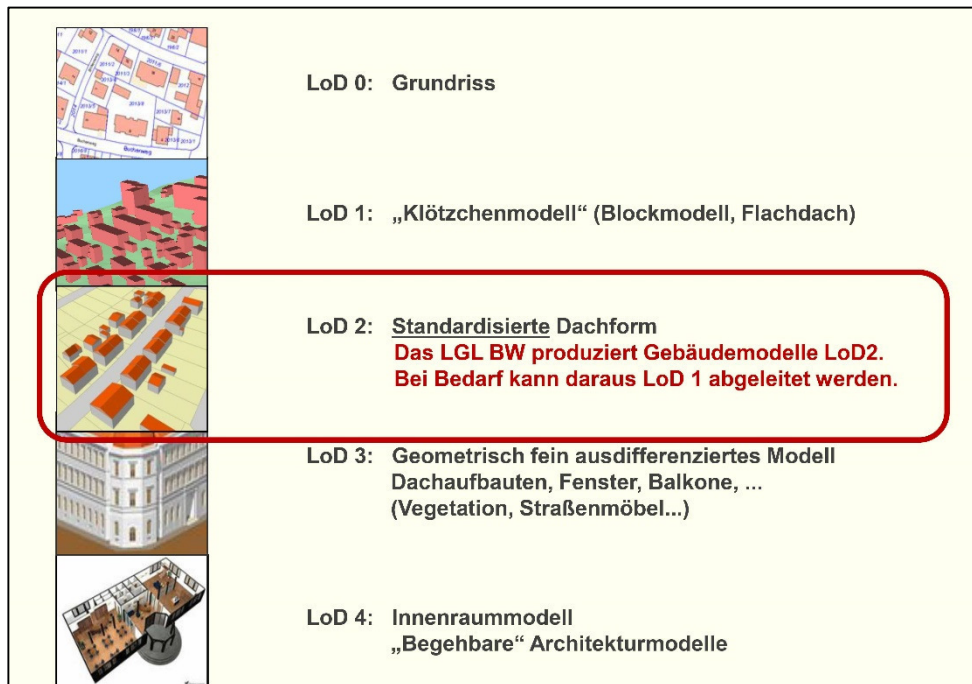 LoD 0: Grundriss
LoD 1: „Klötzchenmodell“ (Blockmodell, Flachdach)
LoD 2: Standardisierte Dachform
Das LGL BW produziert Gebäudemodelle LoD2.
Bei Bedarf kann daraus LoD 1 abgeleitet werden.
LoD 3: Geometrisch fein ausdifferenziertes Modell
Dachaufbauten, Fenster, Balkone, ...
(Vegetation, Straßenmöbel...)
LoD 4: Innenraummodell
„Begehbare“ Architekturmodelle